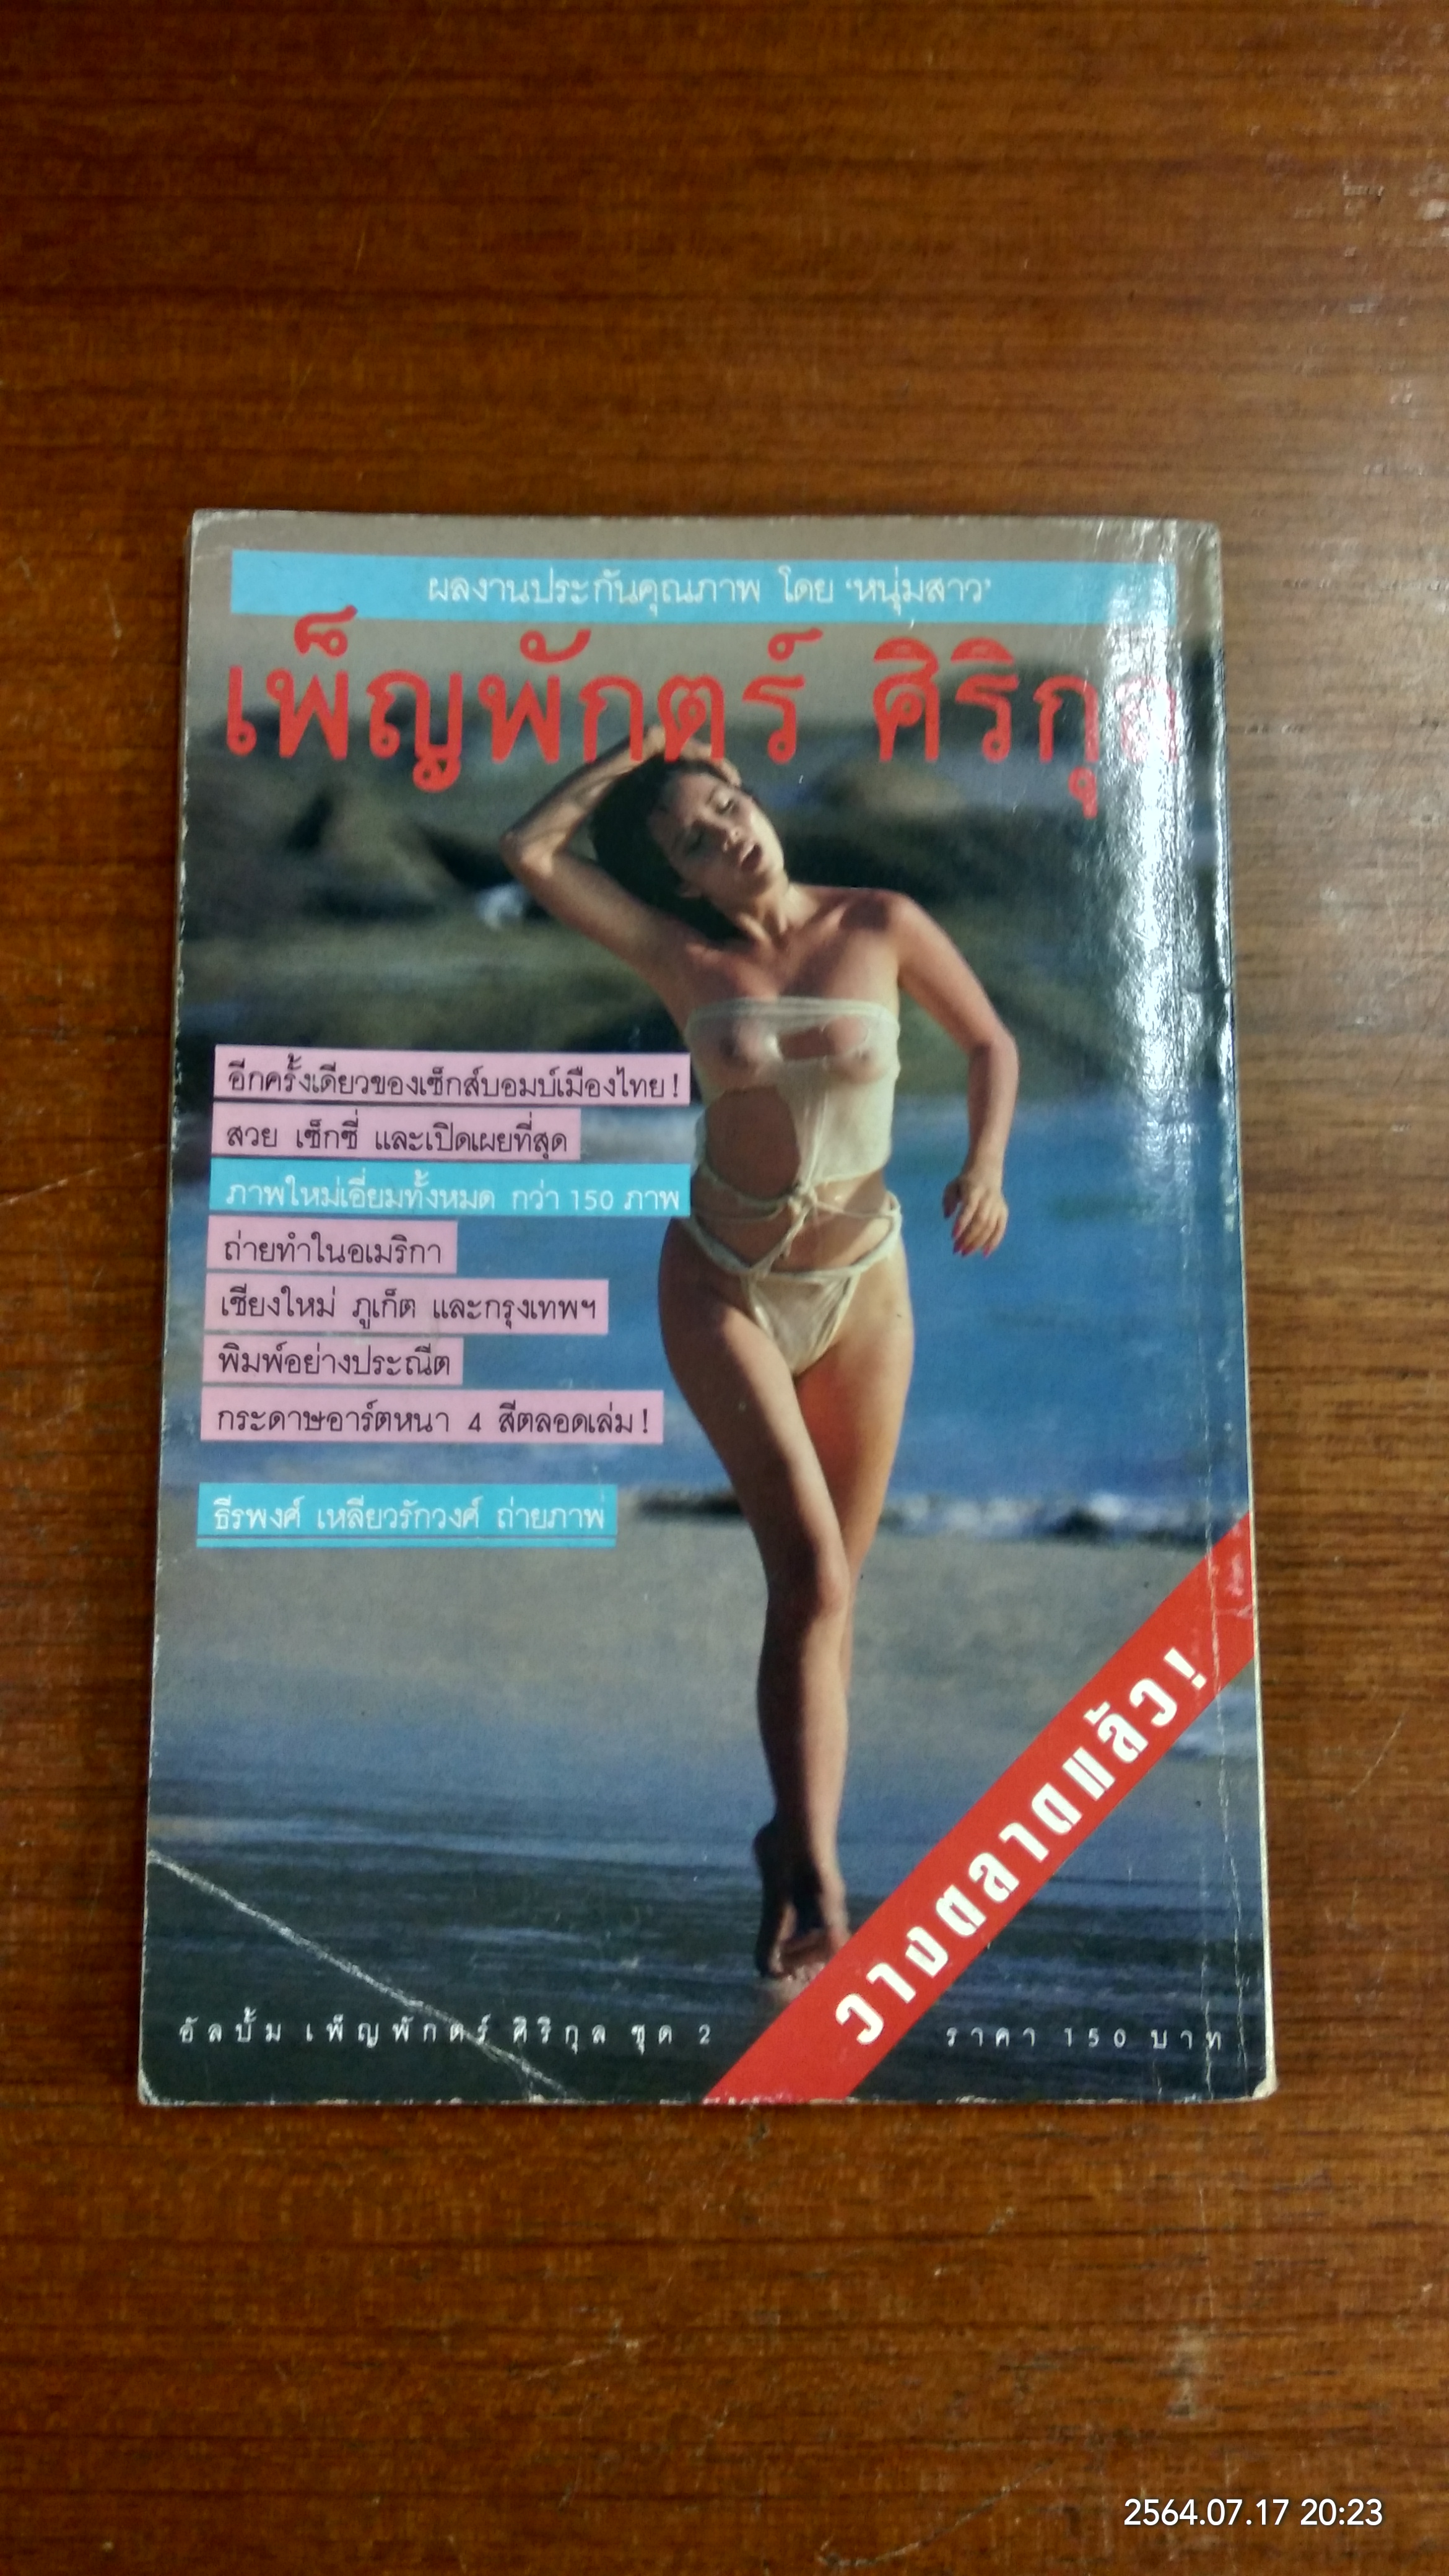 ผลงานประกันคุณภาพ โดย ‘หนุ่มสาว’
เพ็ญพักตร์ ศิริกุล
อีกครั้งเดียวของเซ็กส์บอมบ์เมืองไทย!
สวย เซ็กซี่ และเปิดเผยที่สุด
ภาพใหม่เอี่ยมทั้งหมด กว่า 150 ภาพ
ถ่ายทำในอเมริกา
เชียงใหม่ ภูเก็ต และกรุงเทพฯ
พิมพ์อย่างประณีต
กระดาษอาร์ตหนา 4 สีตลอดเล่ม!
ธีรพงศ์ เหลียวรักวงศ์ ถ่ายภาพ
วางตลาดแล้ว!
อัลบั้ม เพ็ญพักตร์ ศิริกุล ชุด 2
ราคา 150 บาท
2564.07.17 20:23